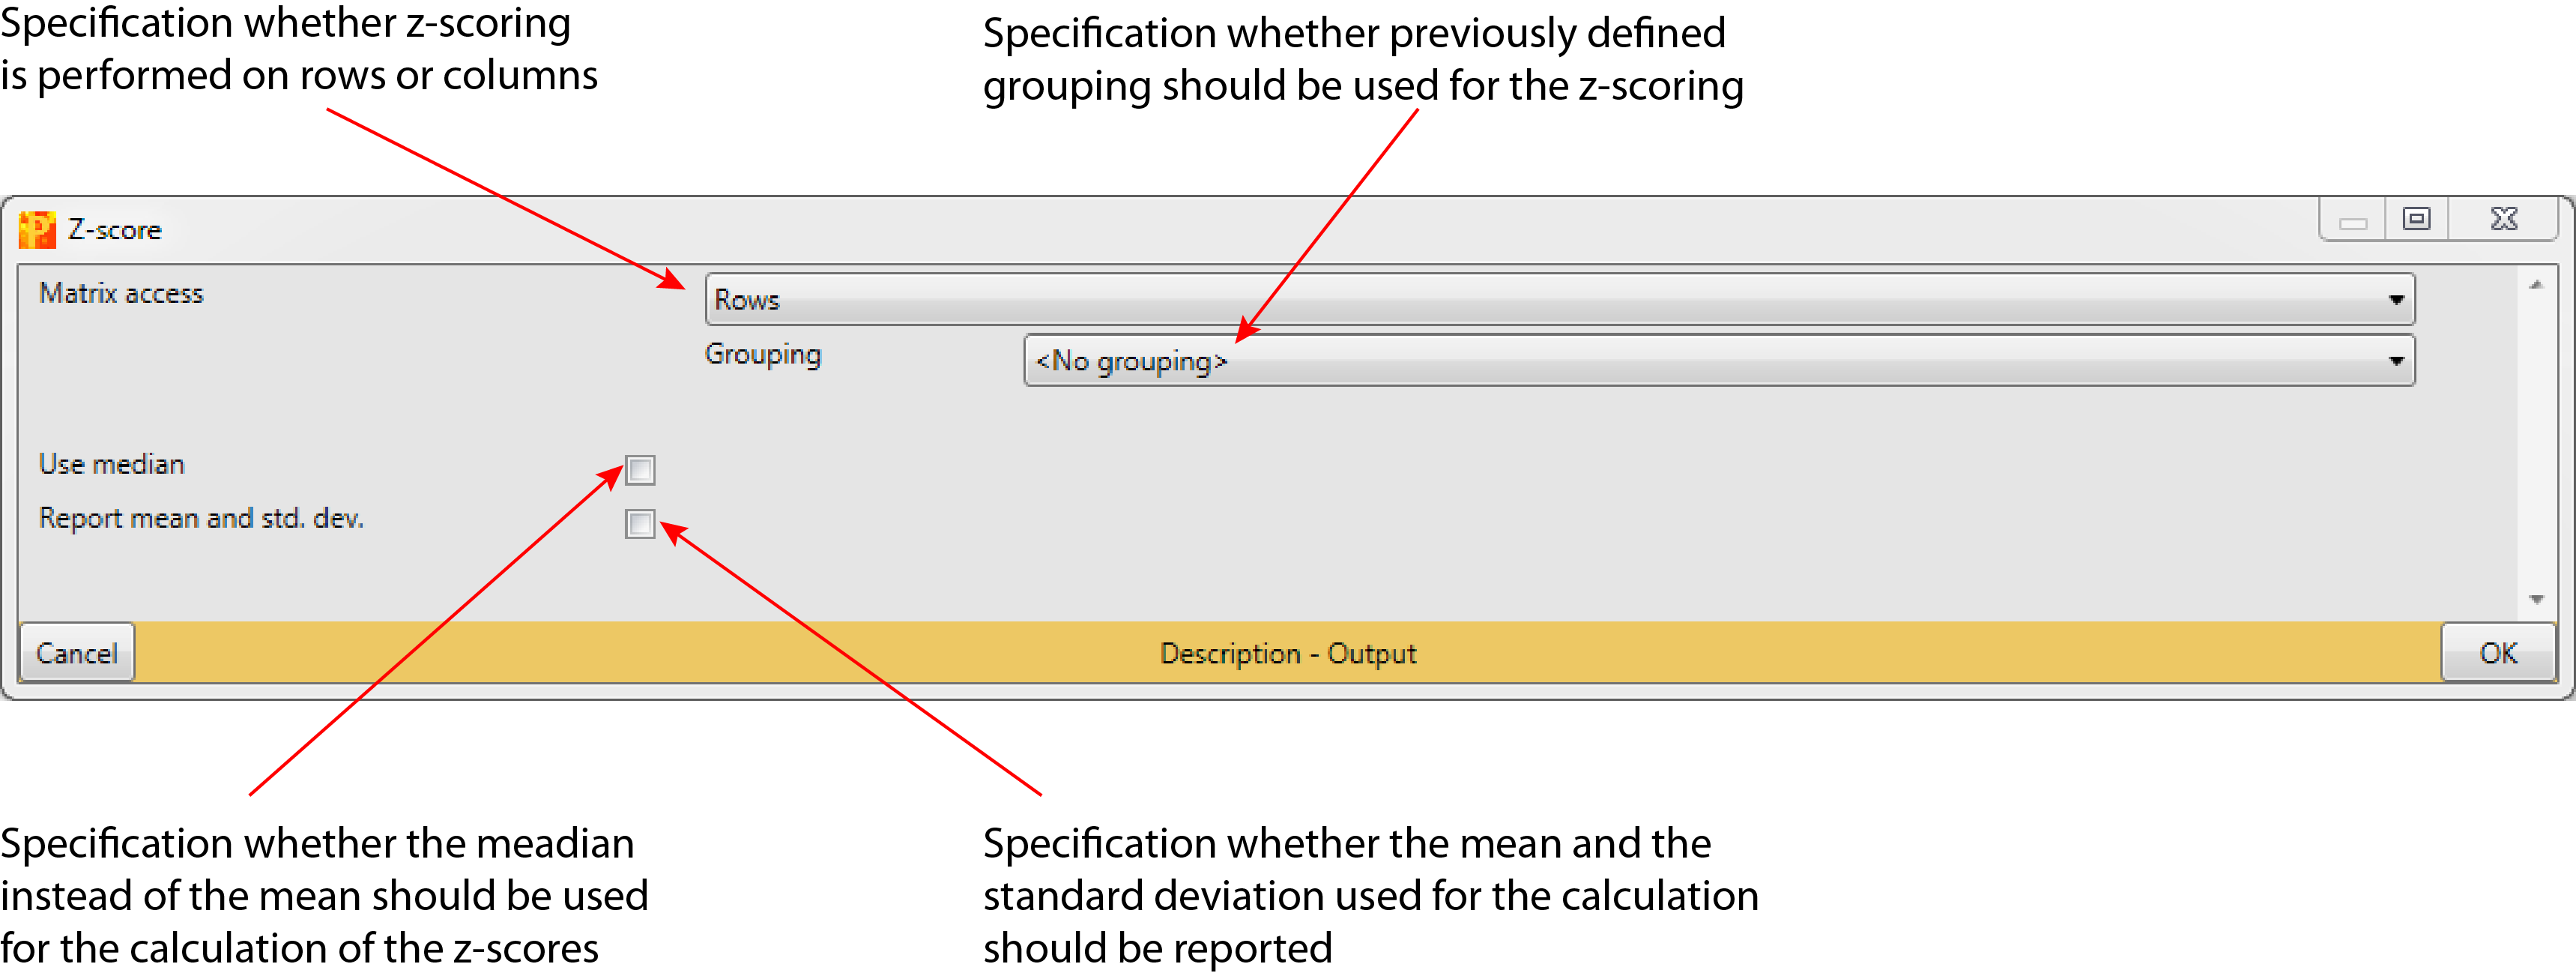 Specification whether z-scoring
is performed on rows or columns
Specification whether previously defined
grouping should be used for the z-scoring
Z-score
Matrix access
Rows
Grouping
<No grouping>
Use median
Report mean and std. dev.
Cancel
Description - Output
OK
Specification whether the meadian
instead of the mean should be used
for the calculation of the z-scores
Specification whether the mean and the
standard deviation used for the calculation
should be reported